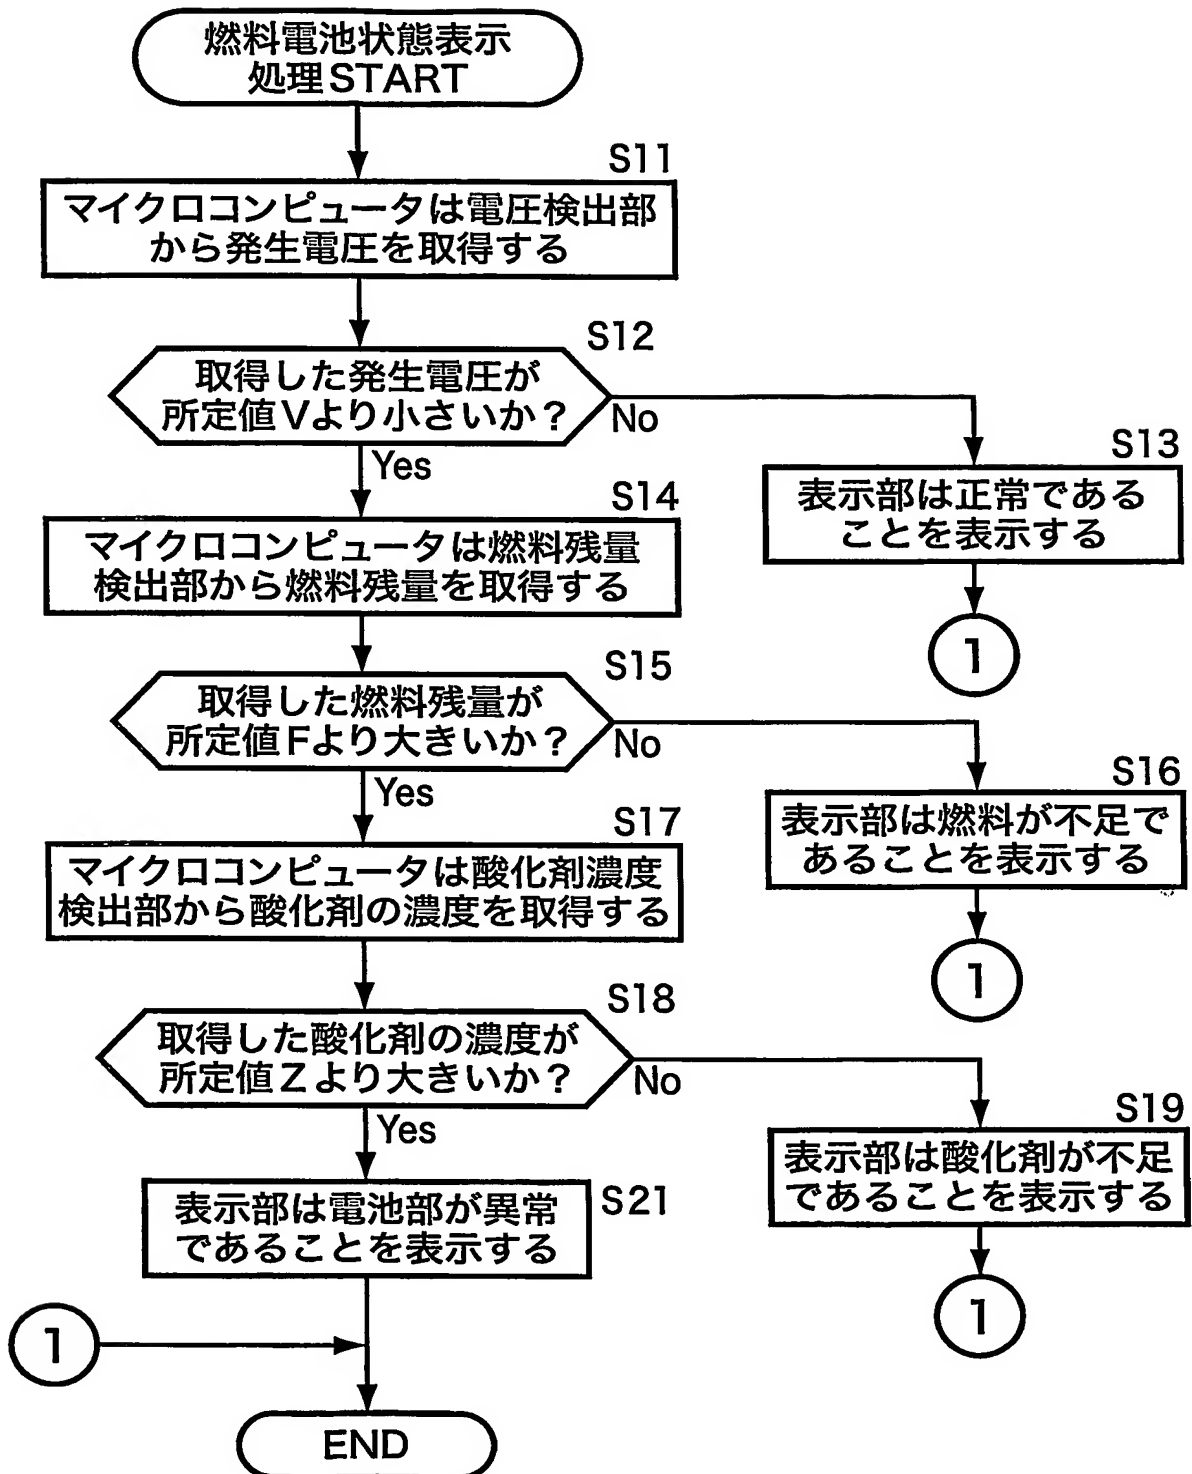 燃料電池状態表示
処理START
S11
マイクロコンピュータは電圧検出部
から発生電圧を取得する
S12
取得した発生電圧が
所定値Vより小さいか？
No
Yes
S13
表示部は正常である
ことを表示する
1
S14
マイクロコンピュータは燃料残量
検出部から燃料残量を取得する
S15
取得した燃料残量が
所定値Fより大きいか？
No
Yes
S16
表示部は燃料が不足で
あることを表示する
1
S17
マイクロコンピュータは酸化剤濃度
検出部から酸化剤の濃度を取得する
S18
取得した酸化剤の濃度が
所定値Zより大きいか？
No
Yes
S19
表示部は酸化剤が不足
であることを表示する
1
S21
表示部は電池部が異常
であることを表示する
1
END